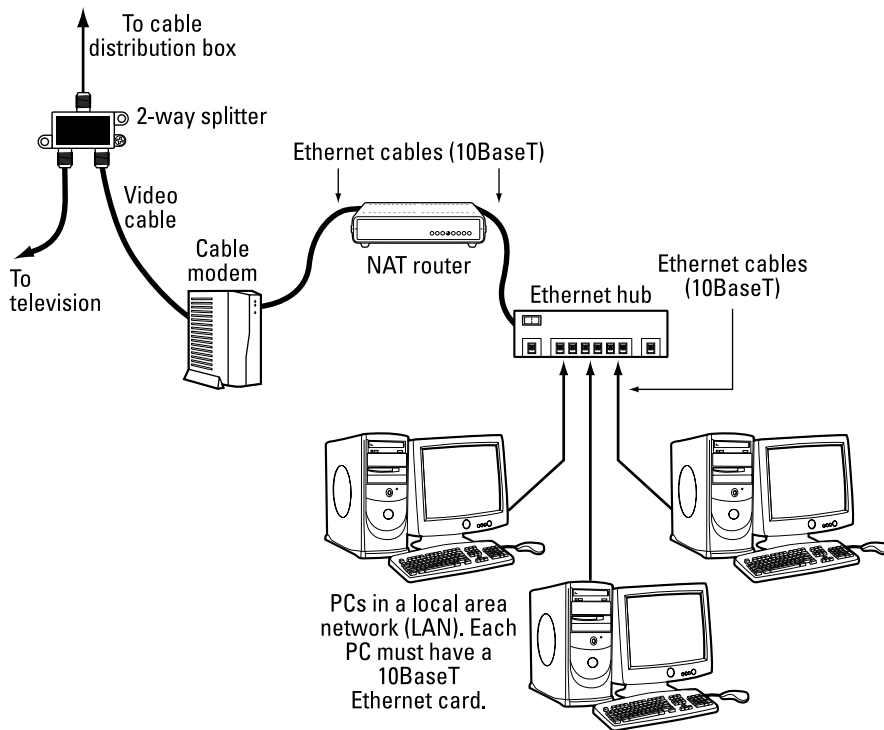 To cable
distribution box
2-way splitter
Ethernet cables (10BaseT)
Video
cable
Cable
modem
To
television
NAT router
Ethernet hub
Ethernet cables
(10BaseT)
PCs in a local area
network (LAN). Each
PC must have a
10BaseT
Ethernet card.